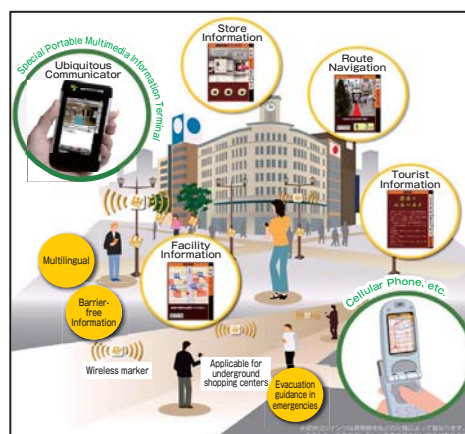 Special Portable Multimedia Information Terminal
Ubiquitous
Communicator
Store
Information
Route
Navigation
Tourist
Information
Facility
Information
Multilingual
Barrier-
free
Information
Wireless marker
Applicable for
underground
shopping centers
Evacuation
guidance in
emergencies
Cellular Phone, etc.